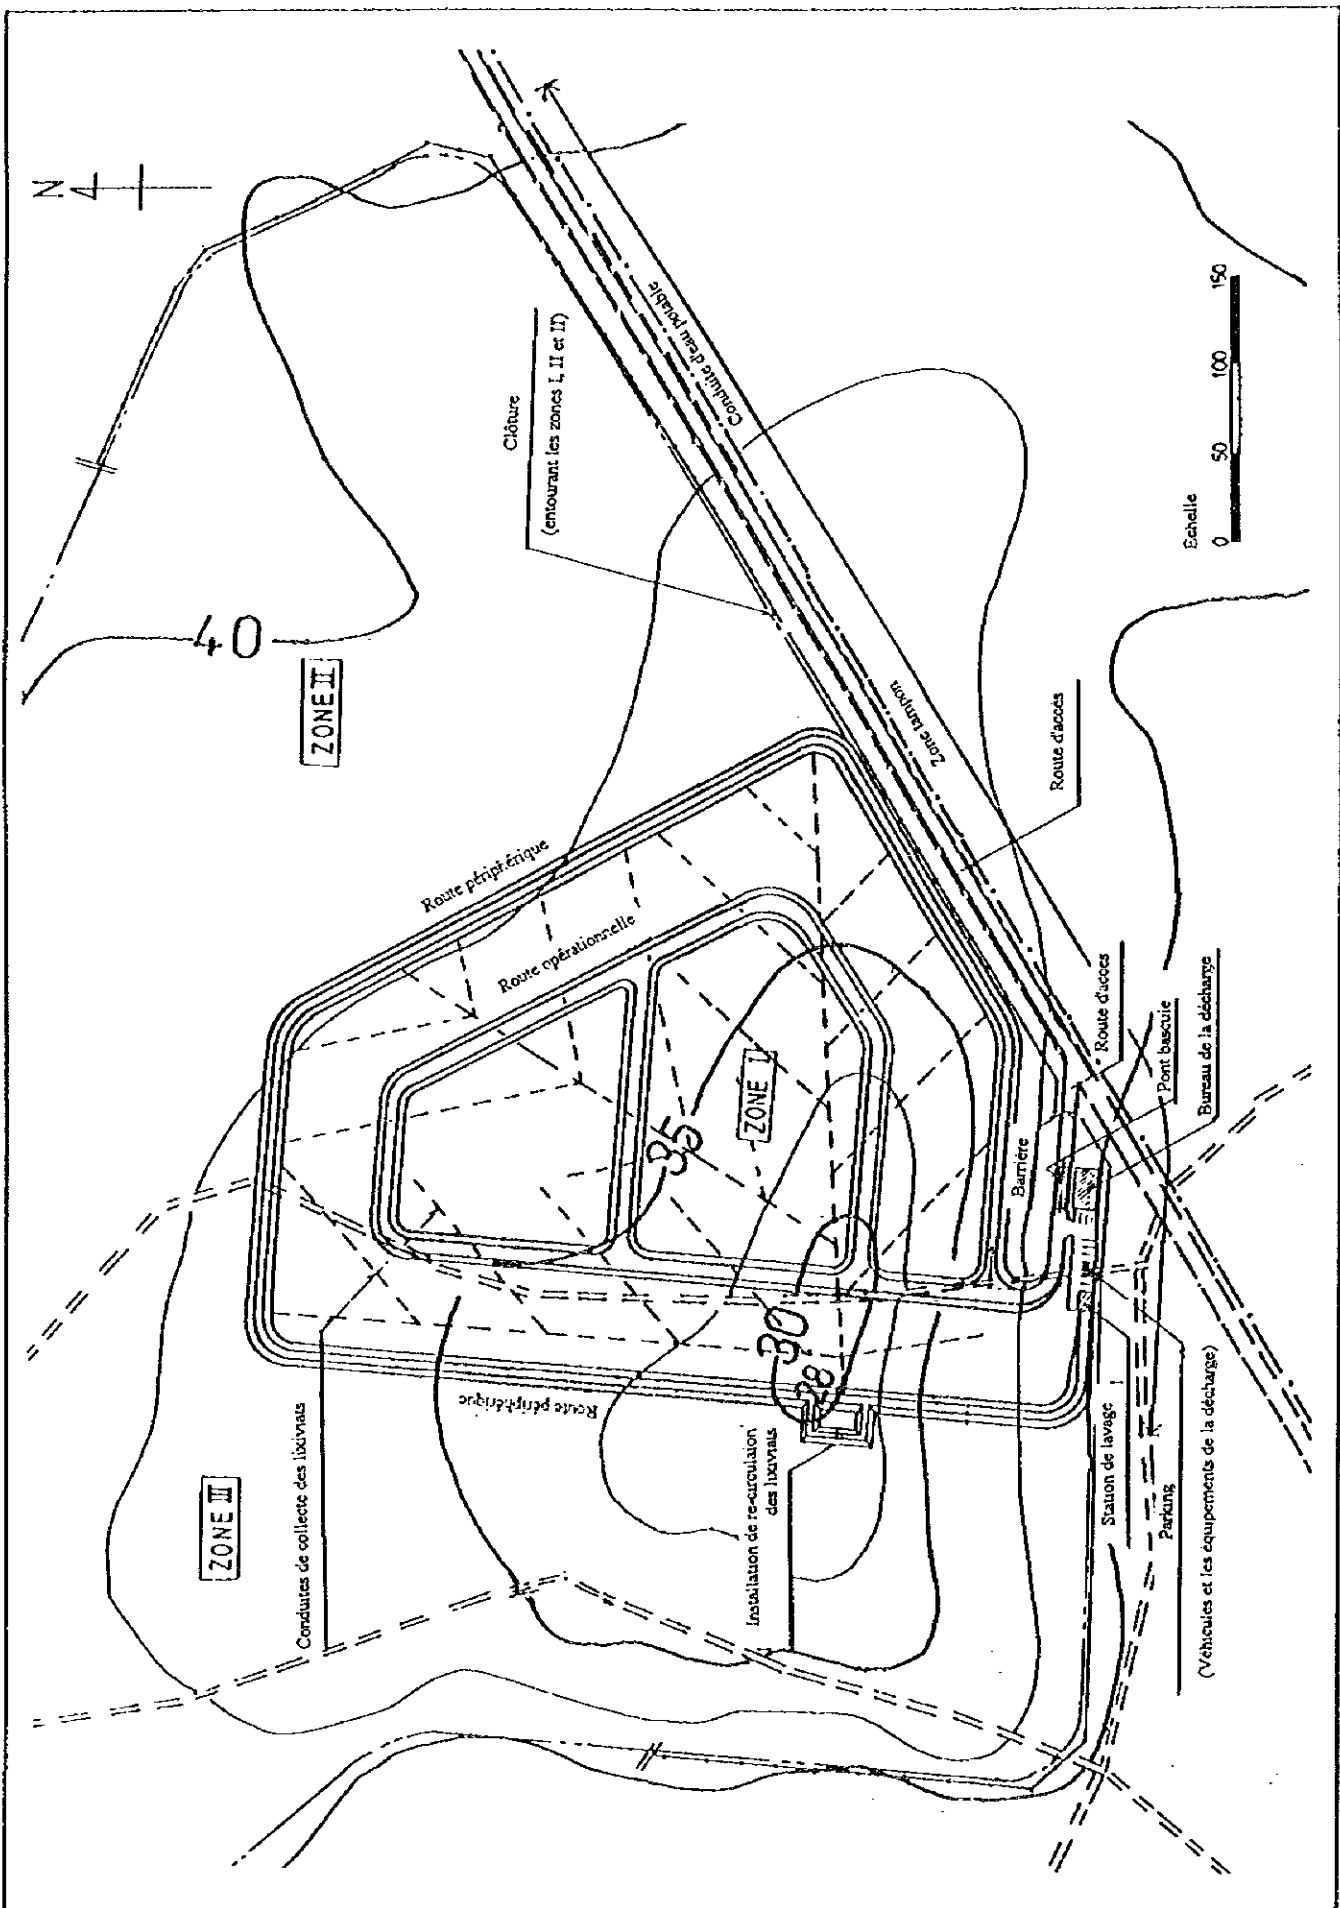 N
40
ZONE III
Clôture
(entourant les zones I, II et II)
Conduite d'eau potable
Echelle
0 50 100 150
Zone tampon
Route d'accès
Route périphérique
Route opérationnelle
35
ZONE I
30
28
Barrière
Route d'acces
Pont bascule
Bureau de la décharge
ZONE III
Conduites de collecte des lixiviats
Route périphérique
Installation de re-circulaion
des lixiviats
Station de lavage
Parking
(Véhicules et les équipements de la décharge)